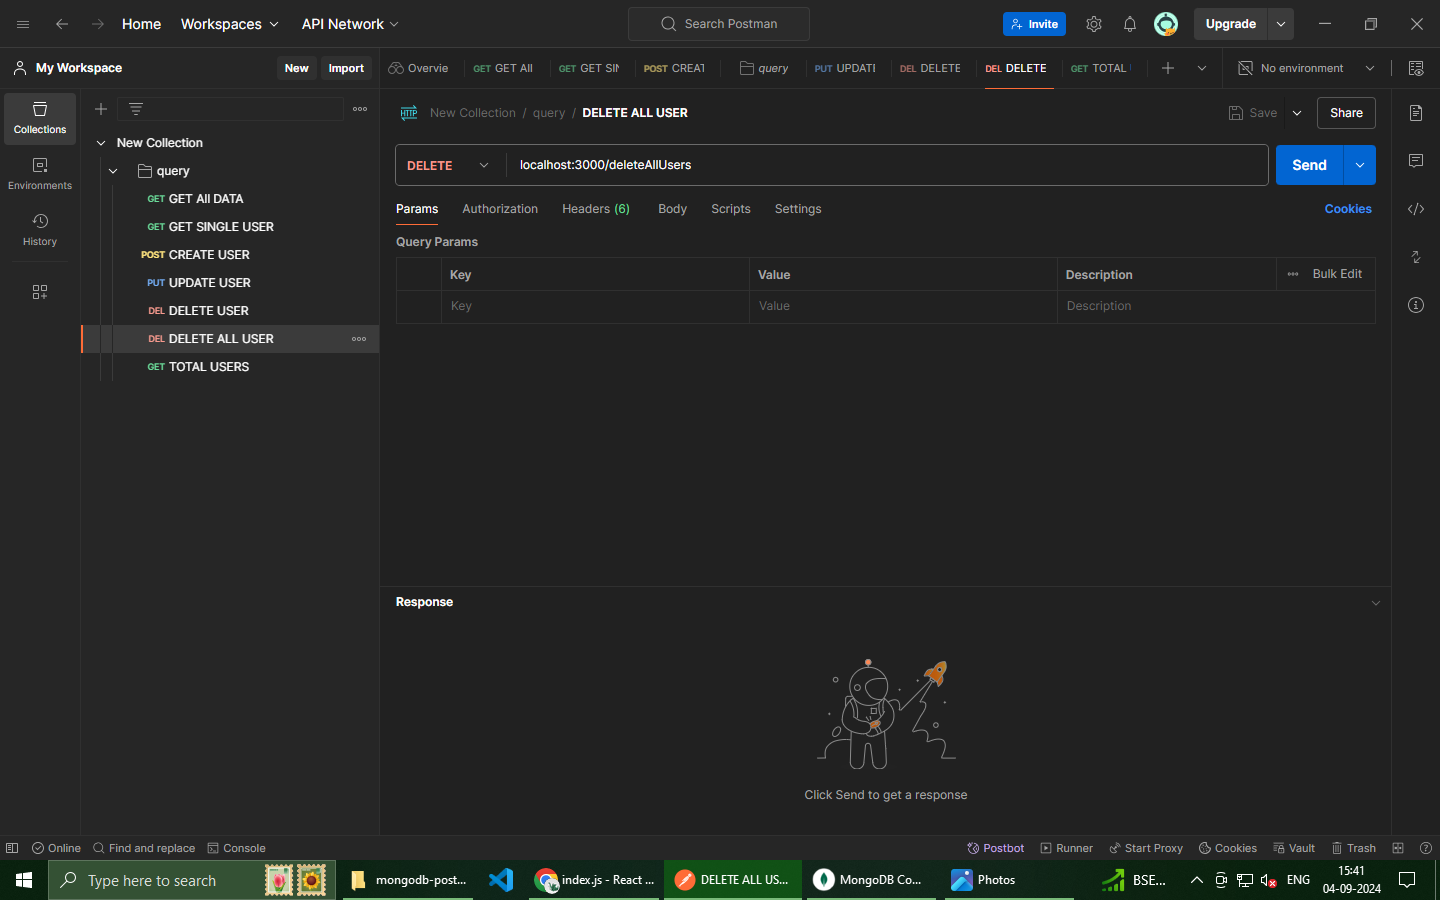 Home Workspaces API Network Search Postman Invite Upgrade
My Workspace New Import Overvie GET GET All POST CREAT query PUT UPDATI DEL DELETE DEL DELETE GET TOTAL No environment
Collections
Environments
History
New Collection
query
GET GET All DATA
GET GET SINGLE USER
POST CREATE USER
PUT UPDATE USER
DEL DELETE USER
DEL DELETE ALL USER
GET TOTAL USERS
HTTP New Collection / query / DELETE ALL USER Save Share
DELETE localhost:3000/deleteAllUsers Send
Params Authorization Headers (6) Body Scripts Settings Cookies
Query Params
Key Value Description Bulk Edit
Key Value Description
Response
Click Send to get a response
Online Find and replace Console Postbot Runner Start Proxy Cookies Vault Trash
Type here to search mongodb-post... index.js - React ... DELETE ALL US... MongoDB Co... Photos BSE... ENG 15:41
04-09-2024